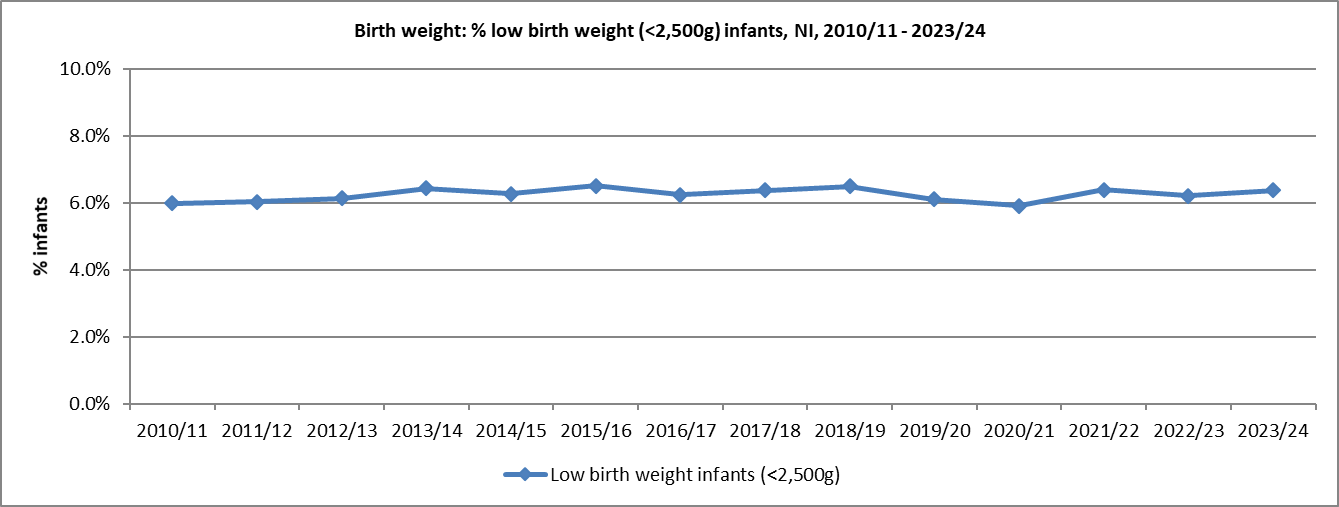 Birth weight: % low birth weight (<2,500g) infants, NI, 2010/11 - 2023/24
10.0%
8.0%
6.0%
4.0%
2.0%
0.0%
% infants
2010/11 2011/12 2012/13 2013/14 2014/15 2015/16 2016/17 2017/18 2018/19 2019/20 2020/21 2021/22 2022/23 2023/24
Low birth weight infants (<2,500g)